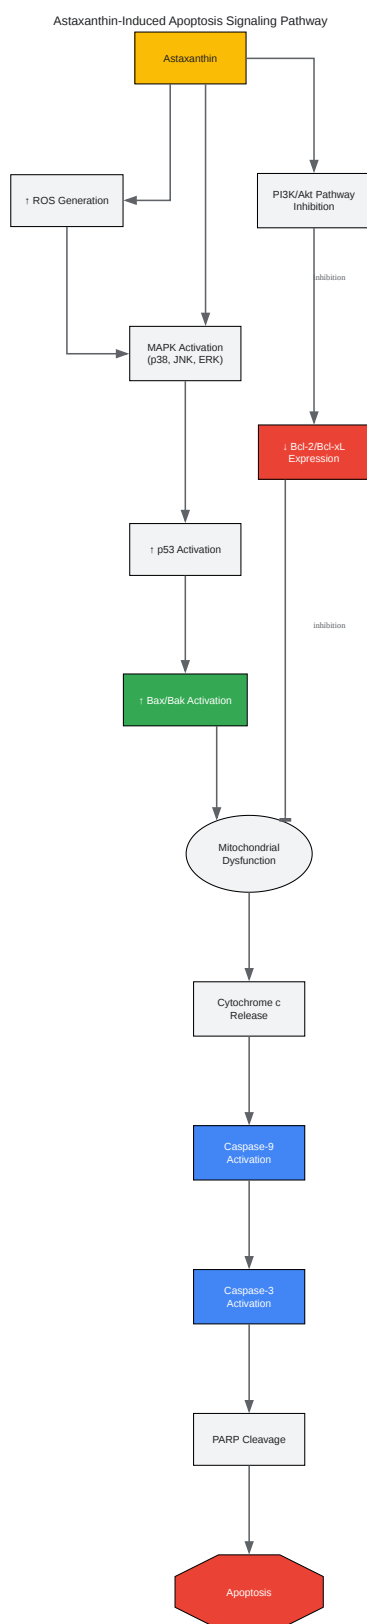 Astaxanthin-Induced Apoptosis Signaling Pathway
Astaxanthin
↑ ROS Generation
PI3K/Akt Pathway
Inhibition
inhibition
MAPK Activation
(p38, JNK, ERK)
↓ Bcl-2/Bcl-xL
Expression
↑ p53 Activation
inhibition
↑ Bax/Bak Activation
Mitochondrial
Dysfunction
Cytochrome c
Release
Caspase-9
Activation
Caspase-3
Activation
PARP Cleavage
Apoptosis